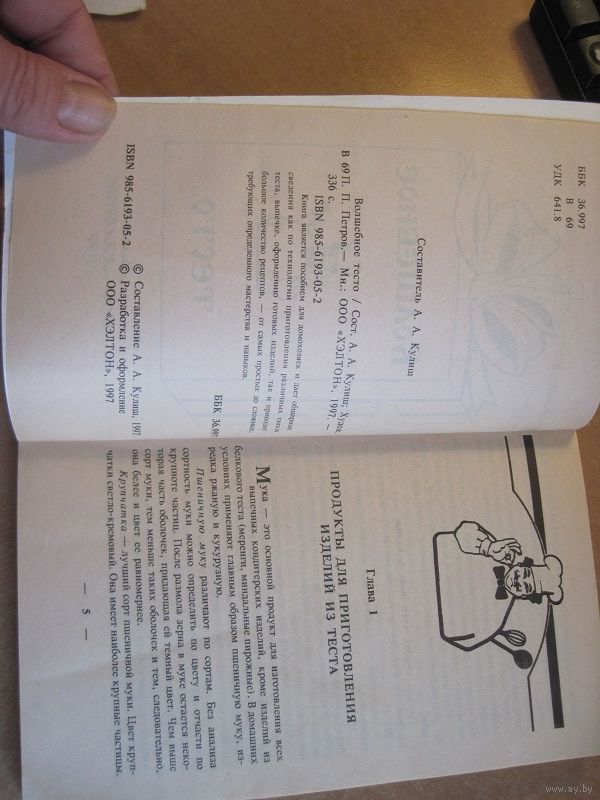 ББК 36.997
В 69
УДК 641.8
Составитель А. А. Кулиш
Волшебное тесто / Сост. А. А. Кулиш; Худож.
В 69 П. П. Петров.— Мн.: ООО «ХЭЛТОН», 1997.—
336 с.
ISBN 985-6193-05-2
Книга является пособием для домохозяек и дает обширные
сведения как по технологии приготовления различных типов
теста, выпечке, оформлению готовых изделий, так и приводит
большое количество рецептов, — от самых простых до сложных,
требующих определенного мастерства и навыков.
ББК 36.997
ISBN 985-6193-05-2
© Составление А. А. Кулиш, 1997
© Разработка и оформление
ООО «ХЭЛТОН», 1997
Глава 1
ПРОДУКТЫ ДЛЯ ПРИГОТОВЛЕНИЯ
ИЗДЕЛИЙ ИЗ ТЕСТА
Мука — это основной продукт для изготовления всех
выпечных кондитерских изделий, кроме изделий из
белкового теста (меренги, миндальные пирожные). В домашних
условиях применяют главным образом пшеничную муку, из-
редка ржаную и кукурузную.
Пшеничную муку различают по сортам. Без анализа
сортность муки можно определить по цвету и отчасти по
крупноте частиц. После размола зерна в муке остается неко-
торая часть оболочек, придающая ей темный цвет. Чем выше
сорт муки, тем меньше таких оболочек и тем, следовательно,
она белее и цвет ее равномернее.
Крупчатка — лучший сорт пшеничной муки. Цвет круп-
чатки светло-кремовый. Она имеет наиболее крупные частицы.
— 5 —
www.ay.by